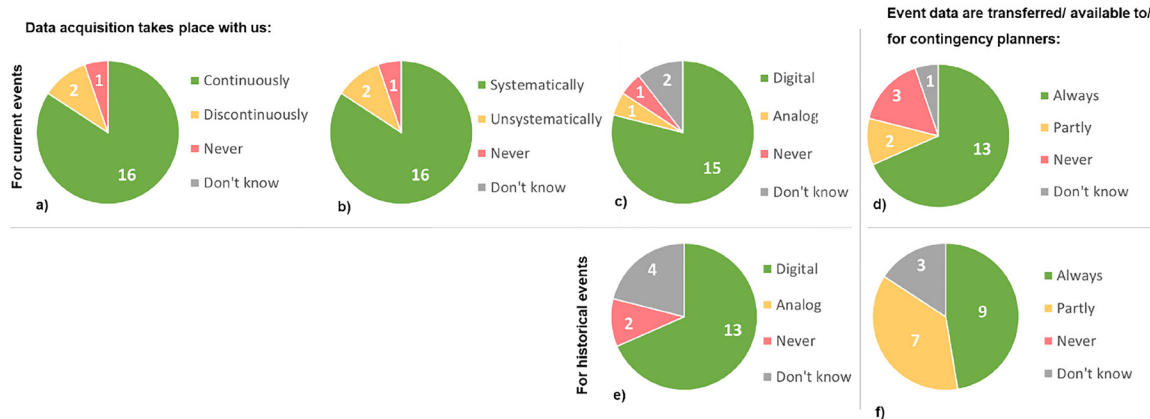 Data acquisition takes place with us:
Event data are transferred/ available to/
for contingency planners:
For current events
2
1
16
Continuously
Discontinuously
Never
Don't know
a)
2
1
16
Systematically
Unsystematically
Never
Don't know
b)
2
1
1
15
Digital
Analog
Never
Don't know
c)
1
3
2
13
Always
Partly
Never
Don't know
d)
For historical events
4
2
13
Digital
Analog
Never
Don't know
e)
3
7
9
Always
Partly
Never
Don't know
f)